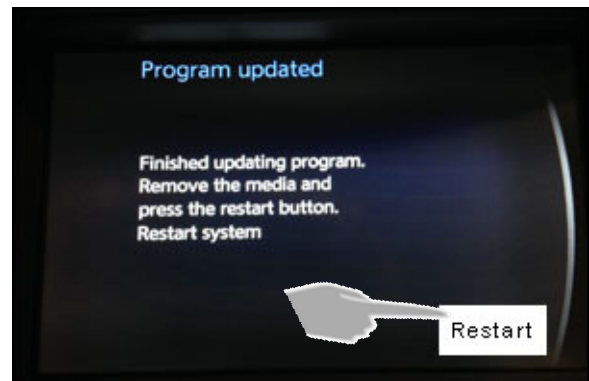 Program updated
Finished updating program.
Remove the media and
press the restart button.
Restart system
Restart